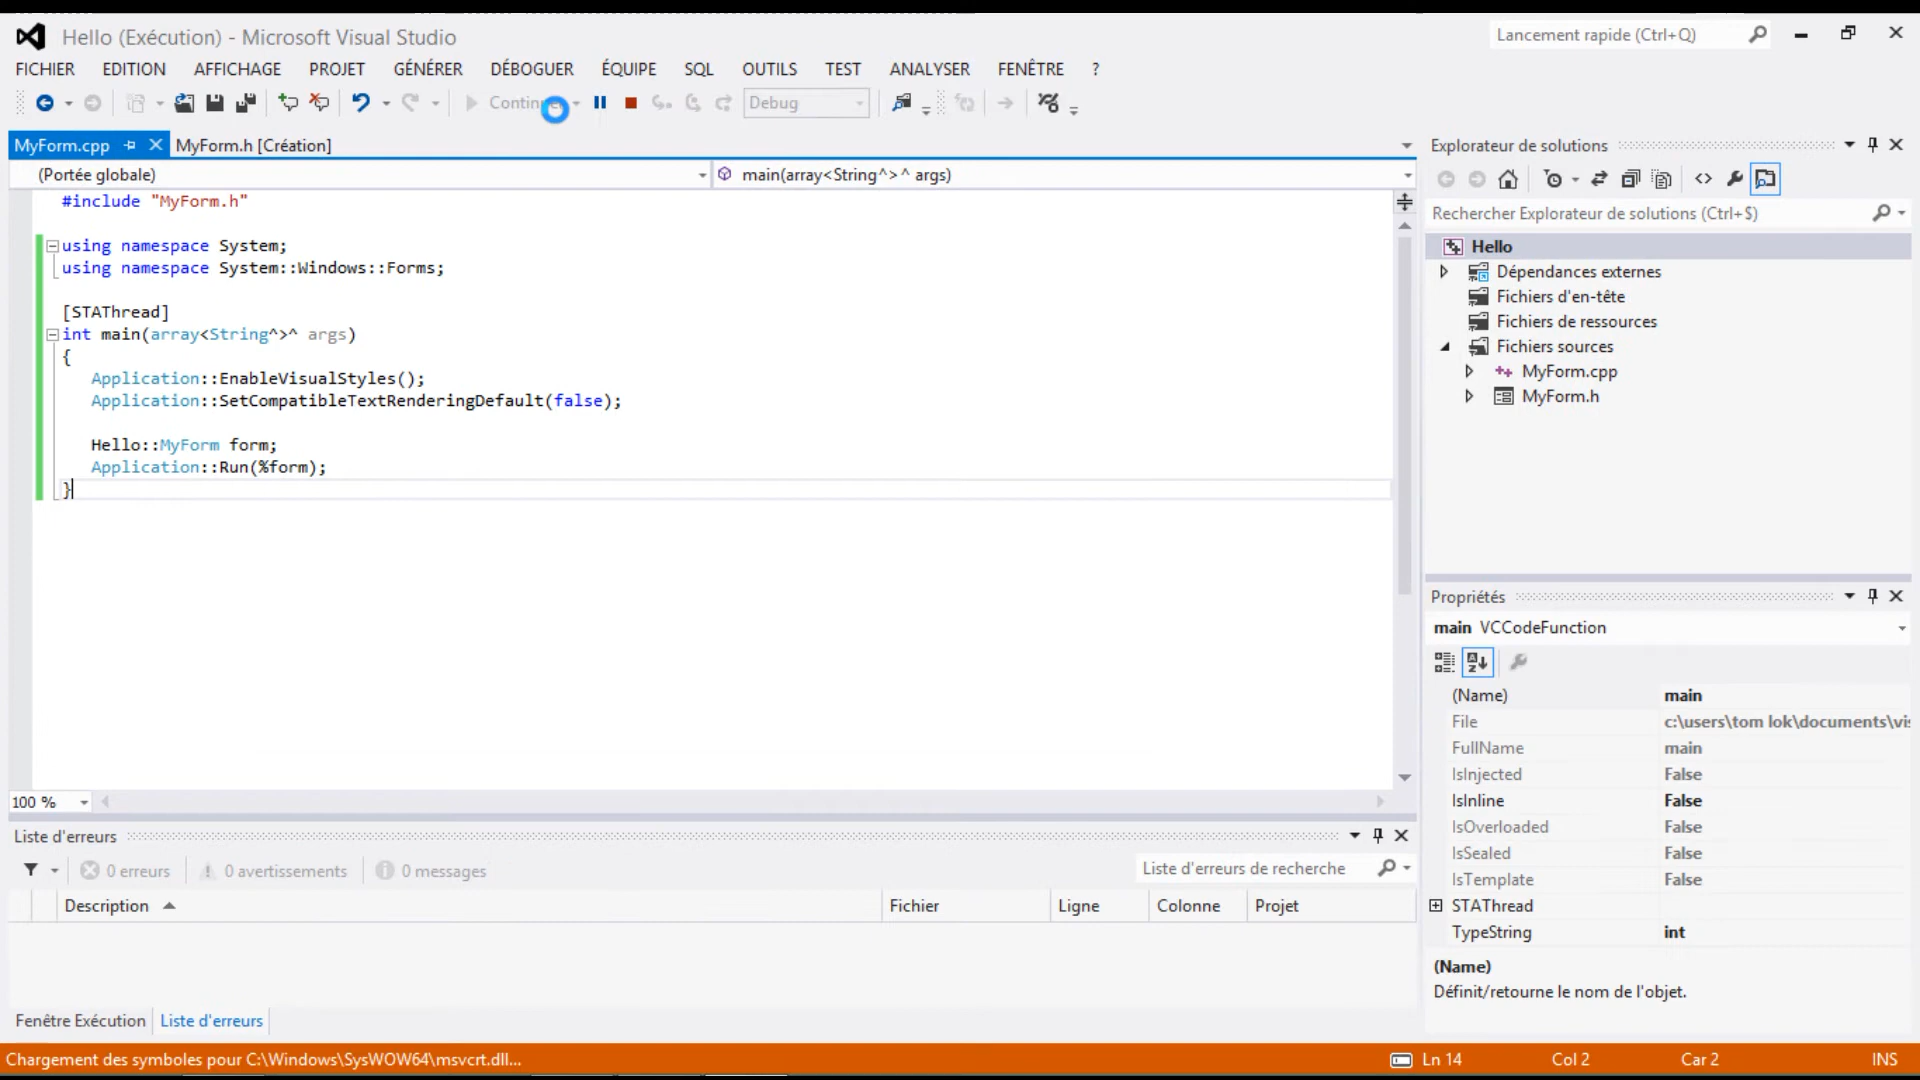 Hello (Exécution) - Microsoft Visual Studio
Lancement rapide (Ctrl+Q)
FICHIER EDITION AFFICHAGE PROJET GÉNÉRER DÉBOGUER ÉQUIPE SQL OUTILS TEST ANALYSER FENÊTRE ?
Debug
MyForm.cpp MyForm.h [Création]
(Portée globale) main(array<String^>^ args)
#include "MyForm.h"
using namespace System;
using namespace System::Windows::Forms;
[STAThread]
int main(array<String^>^ args)
{
Application::EnableVisualStyles();
Application::SetCompatibleTextRenderingDefault(false);
Hello::MyForm form;
Application::Run(%form);
}
100 %
Explorateur de solutions
Rechercher Explorateur de solutions (Ctrl+$)
Hello
Dépendances externes
Fichiers d'en-tête
Fichiers de ressources
Fichiers sources
MyForm.cpp
MyForm.h
Propriétés
main VCCodeFunction
(Name) main
File c:\users\tom lok\documents\vis
FullName main
IsInjected False
IsInline False
IsOverloaded False
IsSealed False
IsTemplate False
STAThread
TypeString int
(Name)
Définit/retourne le nom de l'objet.
Liste d'erreurs
0 erreurs 0 avertissements 0 messages
Liste d'erreurs de recherche
Description Fichier Ligne Colonne Projet
Fenêtre Exécution Liste d'erreurs
Chargement des symboles pour C:\Windows\SysWOW64\msvcrt.dll...
Ln 14 Col 2 Car 2 INS